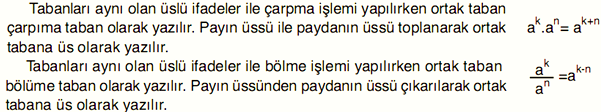 Tabanları aynı olan üslü ifadeler ile çarpma işlemi yapılırken ortak taban
çarpıma taban olarak yazılır. Payın üssü ile paydanın üssü toplanarak ortak
tabana üs olarak yazılır.
a^k.a^n= a^k+n
Tabanları aynı olan üslü ifadeler ile bölme işlemi yapılırken ortak taban
bölüme taban olarak yazılır. Payın üssünden paydanın üssü çıkarılarak ortak
tabana üs olarak yazılır.
a^k
a^n =a^k-n